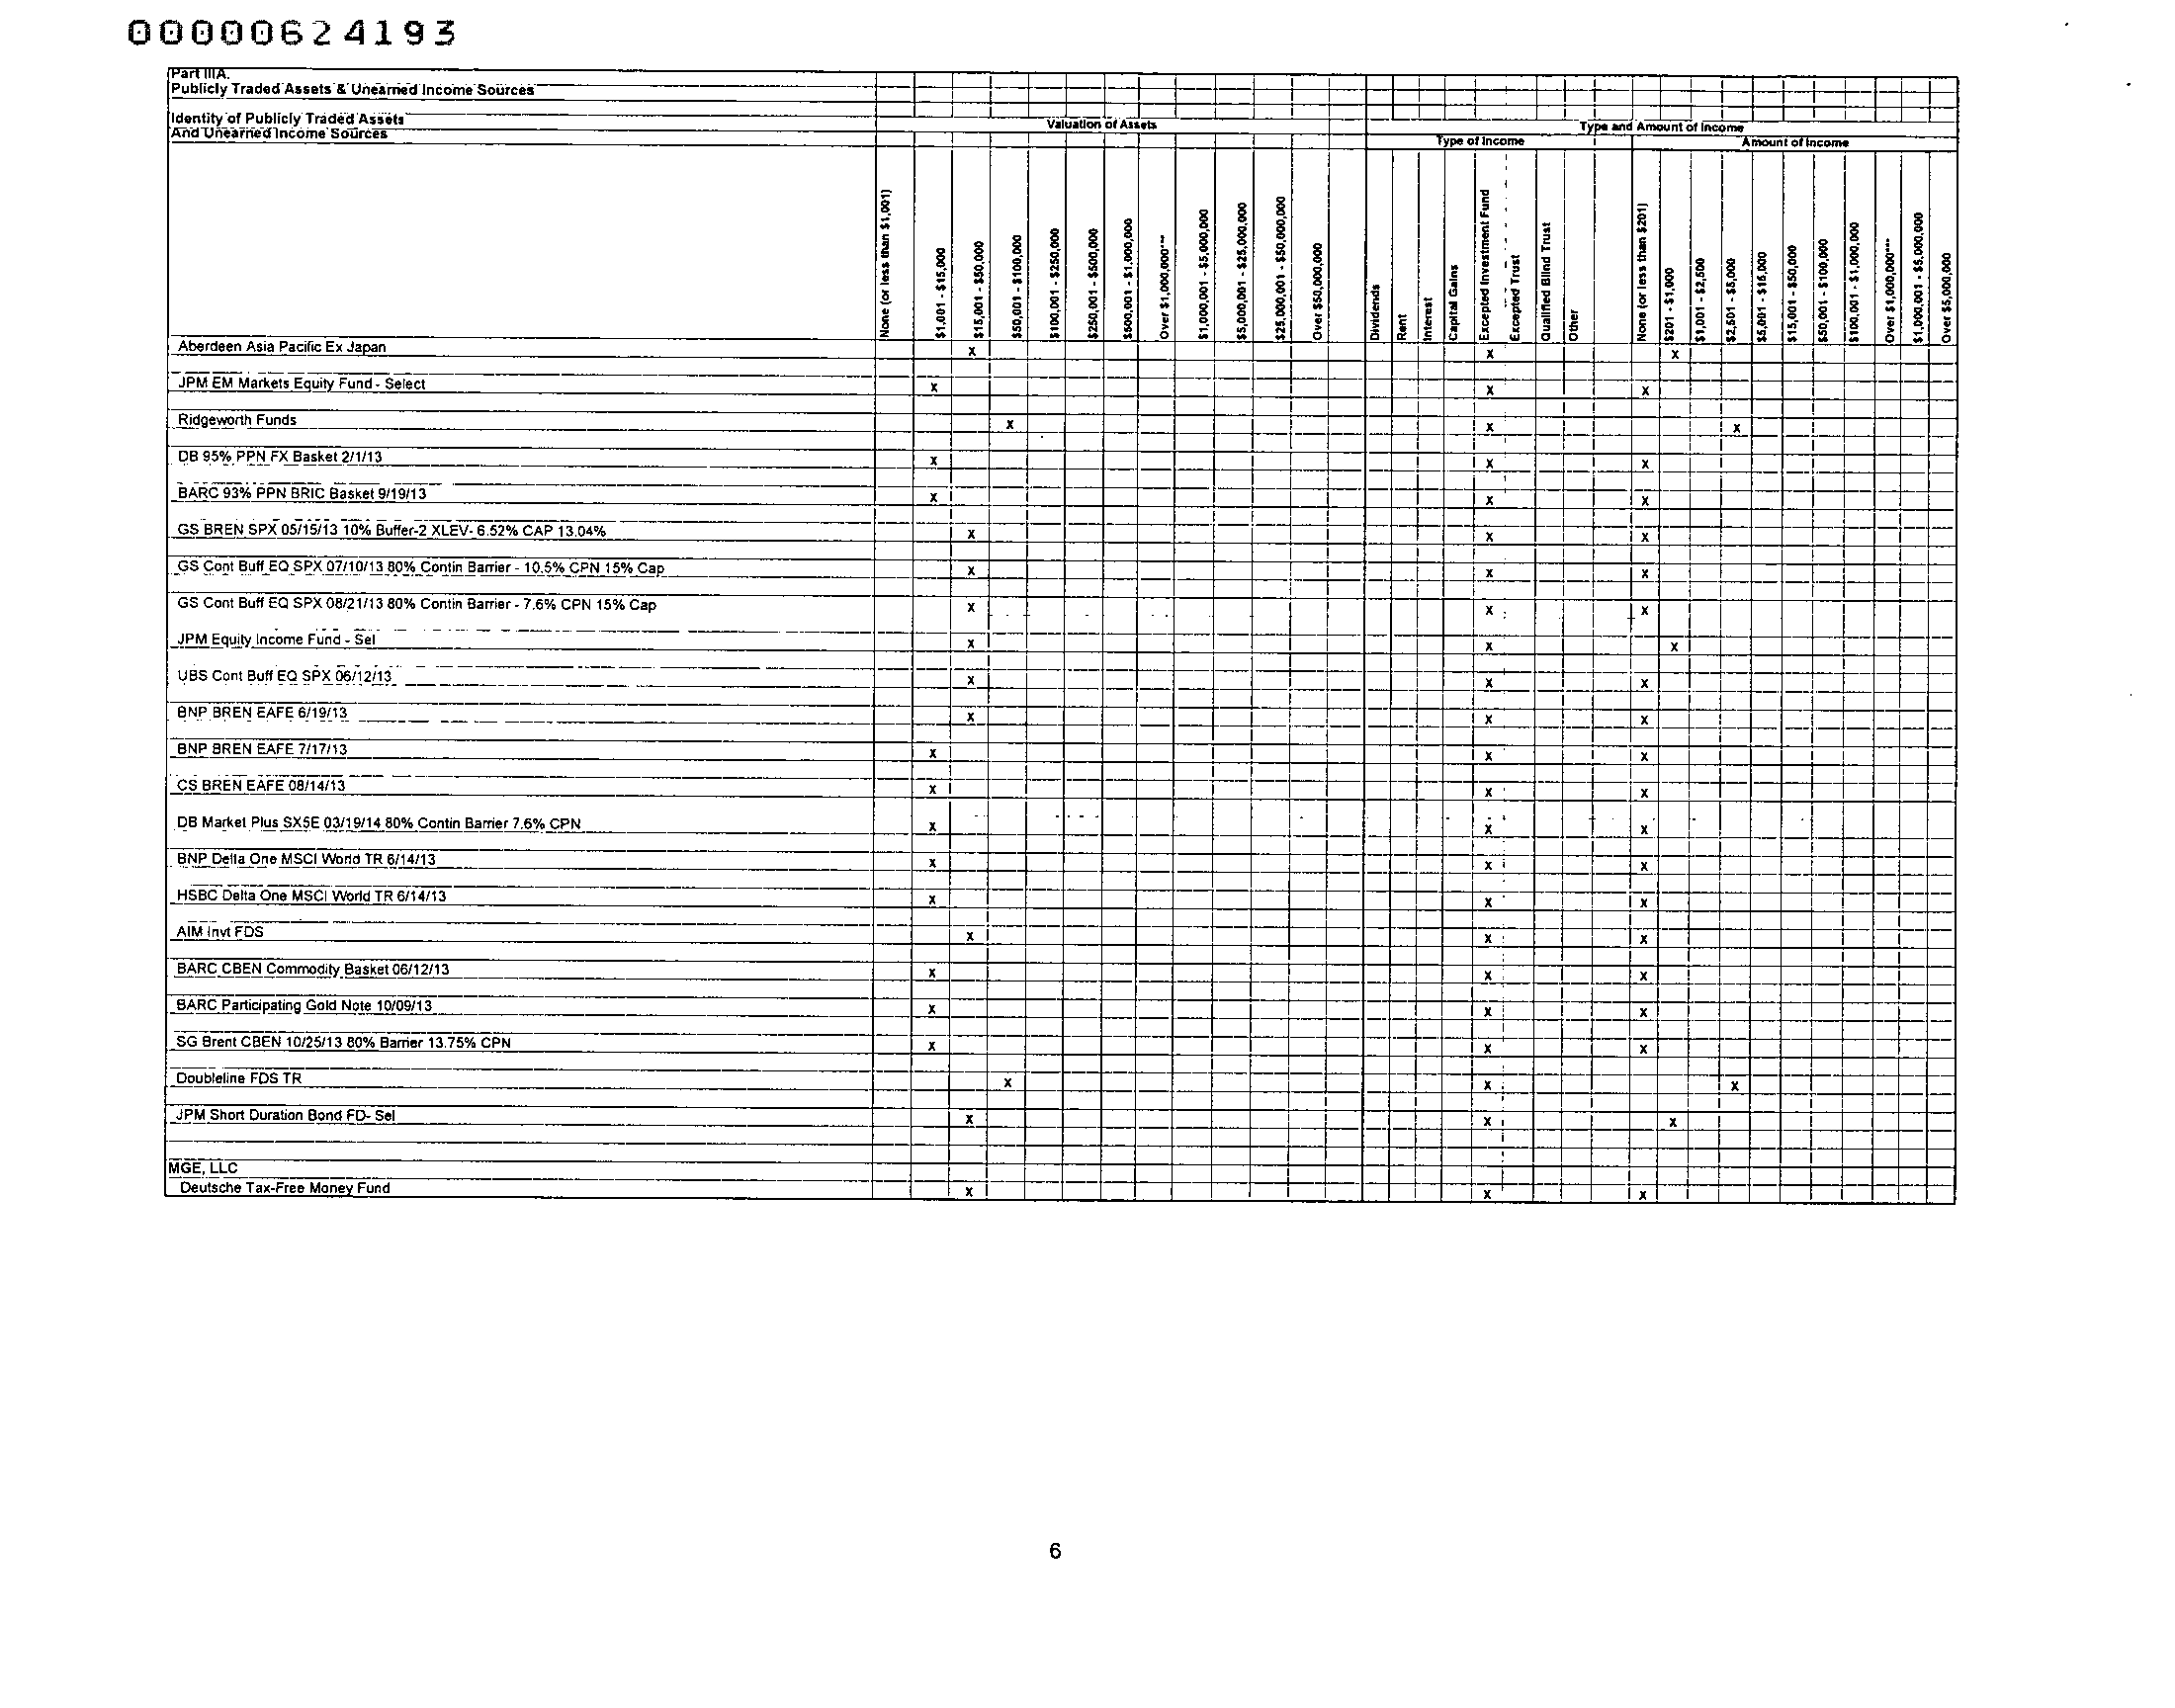 00000624193
Part IIIA.
Publicly Traded Assets & Unearned Income Sources
Identity of Publicly Traded Assets
And Unearned Income Sources
Valuation of Assets
Type and Amount of Income
Type of Income
Amount of Income
None (or less than $1,001)
$1,001 - $15,000
$15,001 - $50,000
$50,001 - $100,000
$100,001 - $250,000
$250,001 - $500,000
$500,001 - $1,000,000
Over $1,000,000***
$1,000,001 - $5,000,000
$5,000,001 - $25,000,000
$25,000,001 - $50,000,000
Over $50,000,000
Dividends
Rent
Interest
Capital Gains
Excepted Investment Fund
Excepted Trust
Qualified Blind Trust
Other
None (or less than $201)
$201 - $1,000
$1,001 - $2,500
$2,501 - $5,000
$5,001 - $15,000
$15,001 - $50,000
$50,001 - $100,000
$100,001 - $1,000,000
Over $1,000,000***
$1,000,001 - $5,000,000
Over $5,000,000
Aberdeen Asia Pacific Ex Japan X X X
JPM EM Markets Equity Fund - Select X X X
Ridgeworth Funds X X X
DB 95% PPN FX Basket 2/1/13 X X X
BARC 93% PPN BRIC Basket 9/19/13 X X X
GS BREN SPX 05/15/13 10% Buffer-2 XLEV- 6.52% CAP 13.04% X X X
GS Cont Buff EQ SPX 07/10/13 80% Contin Barrier - 10.5% CPN 15% Cap X X X
GS Cont Buff EQ SPX 08/21/13 80% Contin Barrier - 7.6% CPN 15% Cap X X X
JPM Equity Income Fund - Sel X X X
UBS Cont Buff EQ SPX 06/12/13 X X X
BNP BREN EAFE 6/19/13 X X X
BNP BREN EAFE 7/17/13 X X X
CS BREN EAFE 08/14/13 X X X
DB Market Plus SX5E 03/19/14 80% Contin Barrier 7.6% CPN X X X
BNP Delta One MSCI World TR 6/14/13 X X X
HSBC Delta One MSCI World TR 6/14/13 X X X
AIM Invt FDS X X X
BARC CBEN Commodity Basket 06/12/13 X X X
BARC Participating Gold Note 10/09/13 X X X
SG Brent CBEN 10/25/13 80% Barrier 13.75% CPN X X X
Doubleline FDS TR X X X
JPM Short Duration Bond FD- Sel X X X
MGE, LLC
Deutsche Tax-Free Money Fund X X X
6